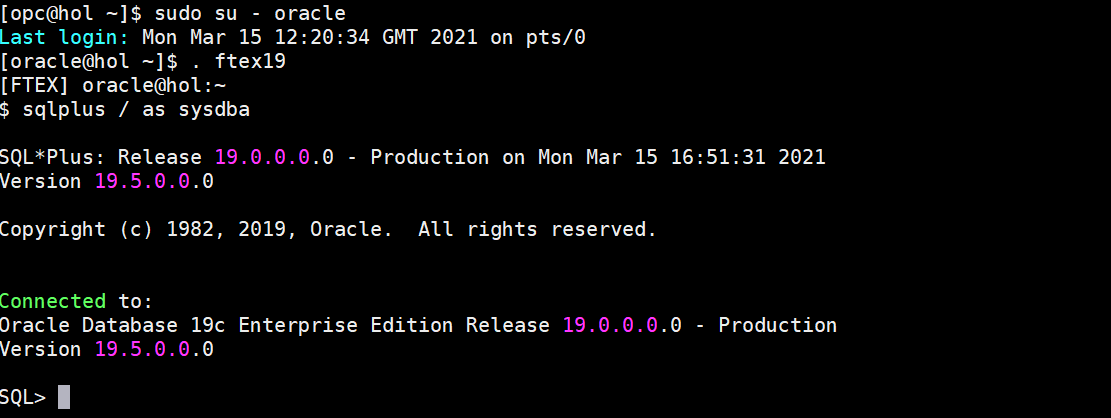 [opc@hol ~]$ sudo su - oracle
Last login: Mon Mar 15 12:20:34 GMT 2021 on pts/0
[oracle@hol ~]$ . ftex19
[FTEX] oracle@hol:~
$ sqlplus / as sysdba
SQL*Plus: Release 19.0.0.0.0 - Production on Mon Mar 15 16:51:31 2021
Version 19.5.0.0.0
Copyright (c) 1982, 2019, Oracle.  All rights reserved.
Connected to:
Oracle Database 19c Enterprise Edition Release 19.0.0.0.0 - Production
Version 19.5.0.0.0
SQL>